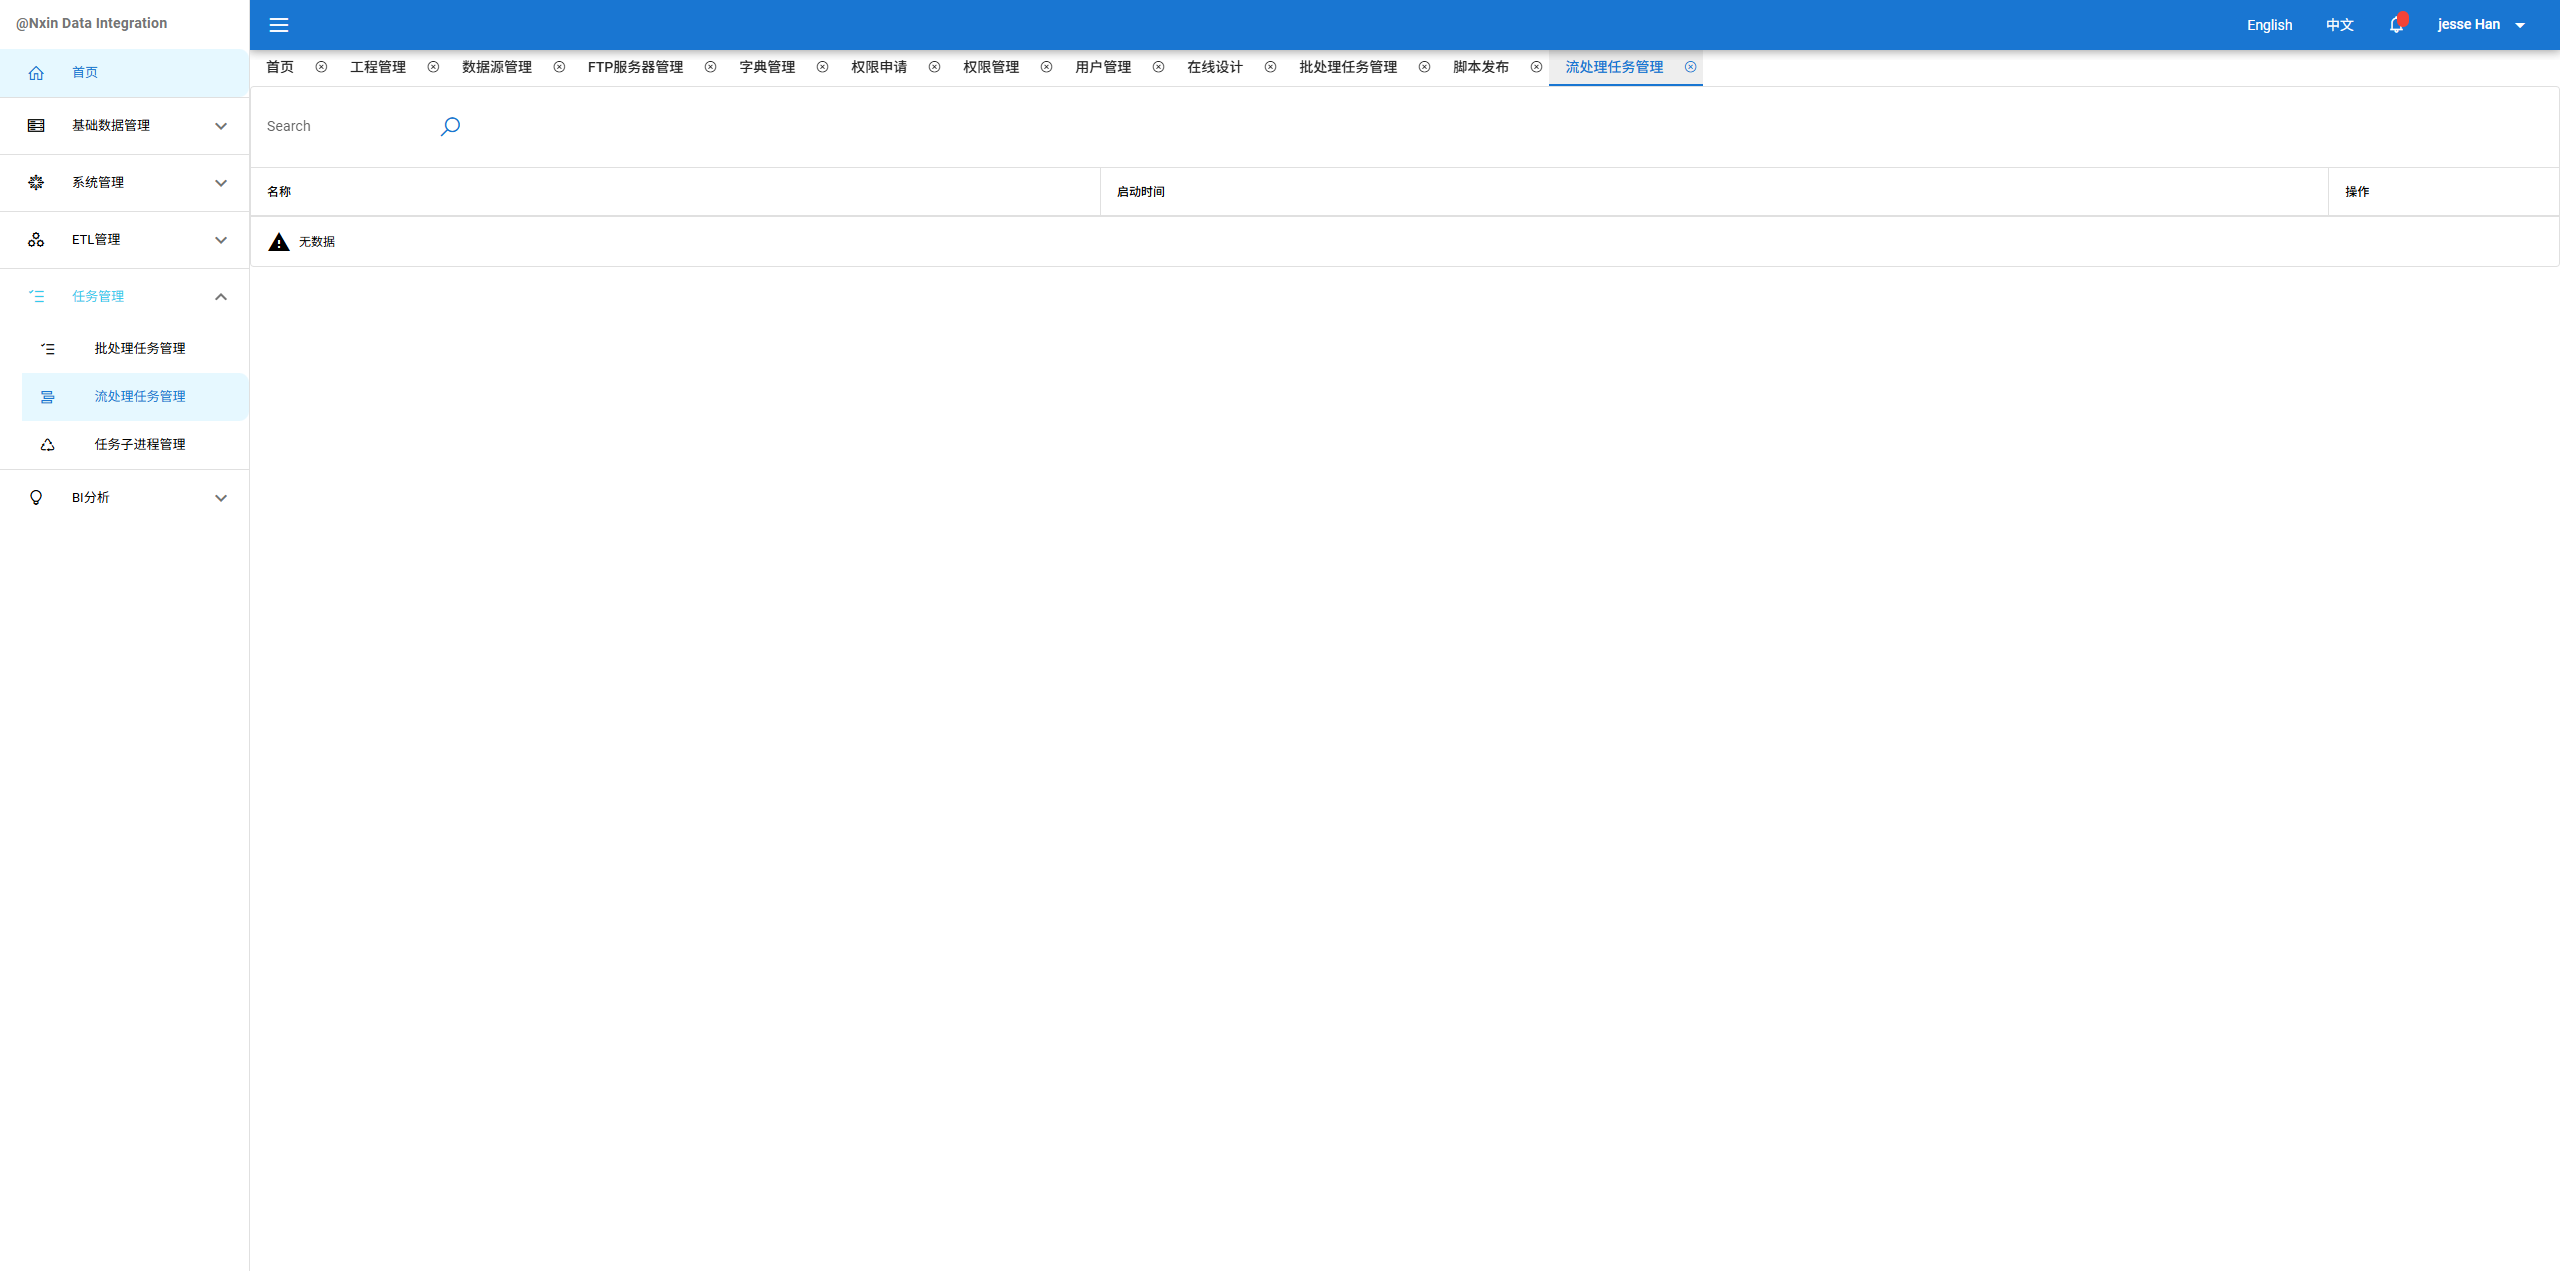 @Nxin Data Integration
English 中文 jesse Han
首页
基础数据管理
系统管理
ETL管理
任务管理
批处理任务管理
流处理任务管理
任务子进程管理
BI分析
首页 工程管理 数据源管理 FTP服务器管理 字典管理 权限申请 权限管理 用户管理 在线设计 批处理任务管理 脚本发布 流处理任务管理
Search
名称 启动时间 操作
无数据